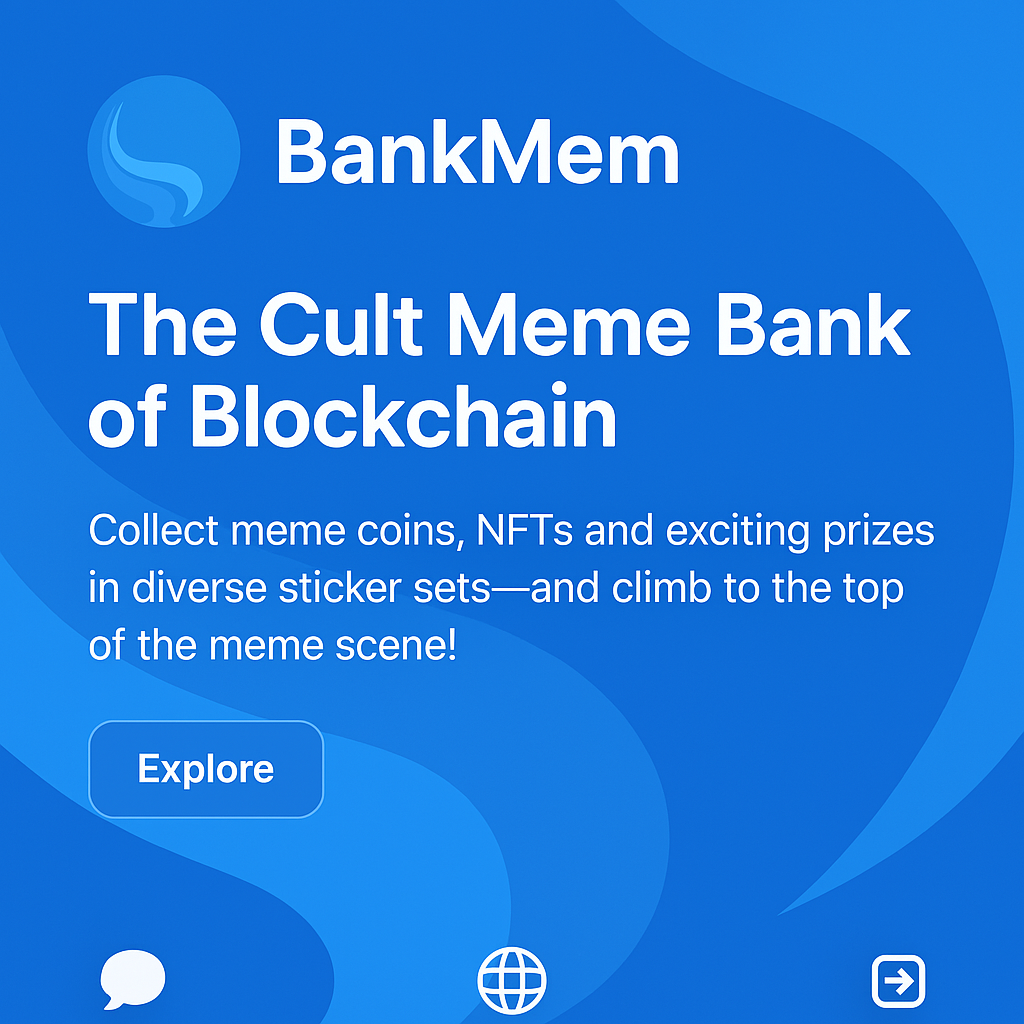 BankMem
The Cult Meme Bank
of Blockchain
Collect meme coins, NFTs and exciting prizes
in diverse sticker sets—and climb to the top
of the meme scene!
Explore